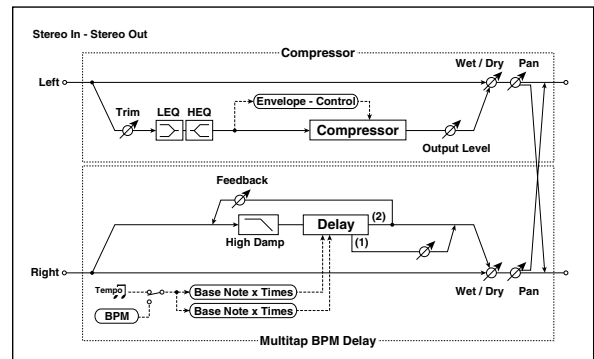 Stereo In - Stereo Out
Compressor
Wet / Dry Pan
Left
Envelope - Control
Trim LEQ HEQ
Compressor
Output Level
Feedback
Delay
(2)
(1)
High Damp
Right
Tempo
Base Note x Times
Wet / Dry Pan
BPM
Base Note x Times
Multitap BPM Delay